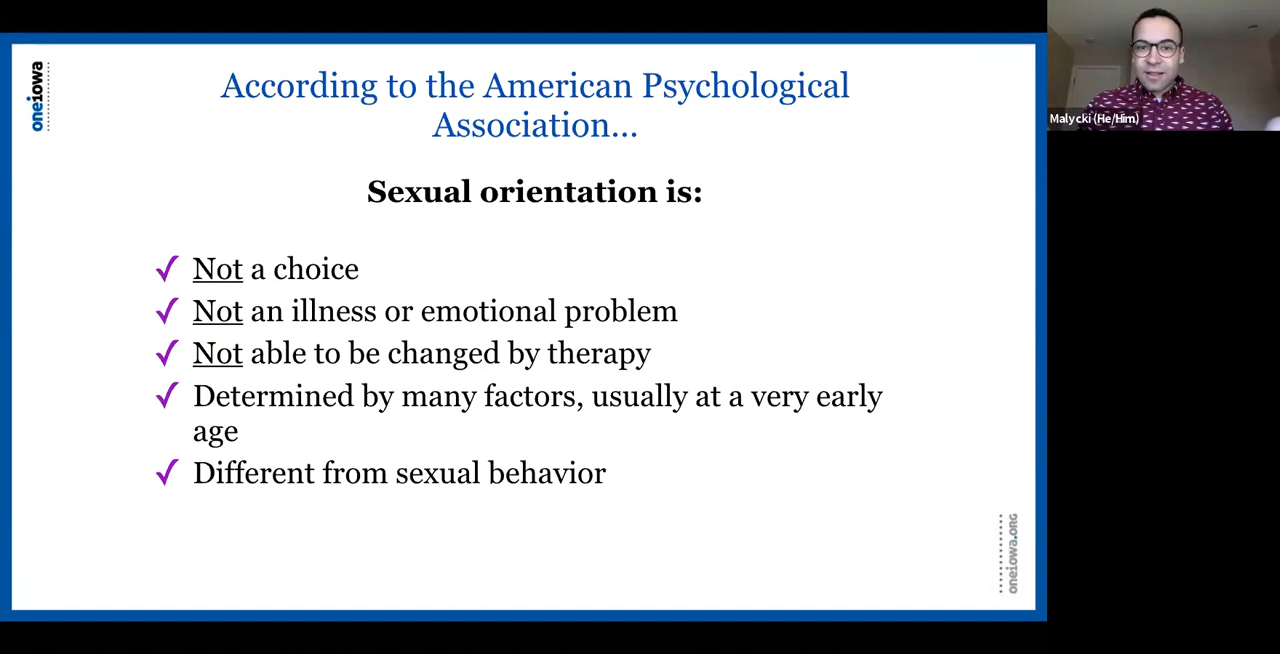 oneiowa
According to the American Psychological
Association...
Sexual orientation is:
✓ Not a choice
✓ Not an illness or emotional problem
✓ Not able to be changed by therapy
✓ Determined by many factors, usually at a very early
age
✓ Different from sexual behavior
oneiowa.ORG
Malycki (He/Him)